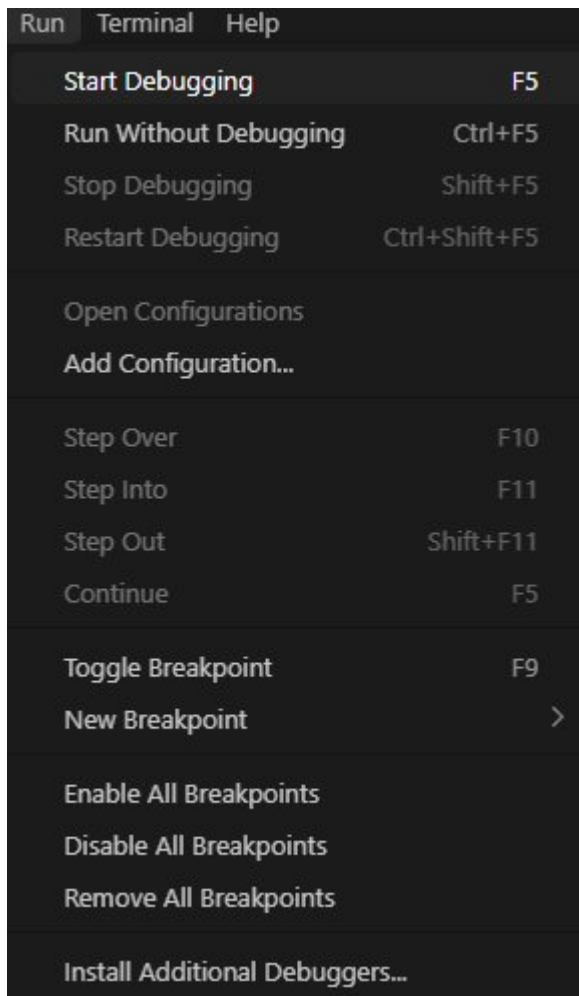 Run Terminal Help
Start Debugging F5
Run Without Debugging Ctrl+F5
Stop Debugging Shift+F5
Restart Debugging Ctrl+Shift+F5
Open Configurations
Add Configuration...
Step Over F10
Step Into F11
Step Out Shift+F11
Continue F5
Toggle Breakpoint F9
New Breakpoint
Enable All Breakpoints
Disable All Breakpoints
Remove All Breakpoints
Install Additional Debuggers...